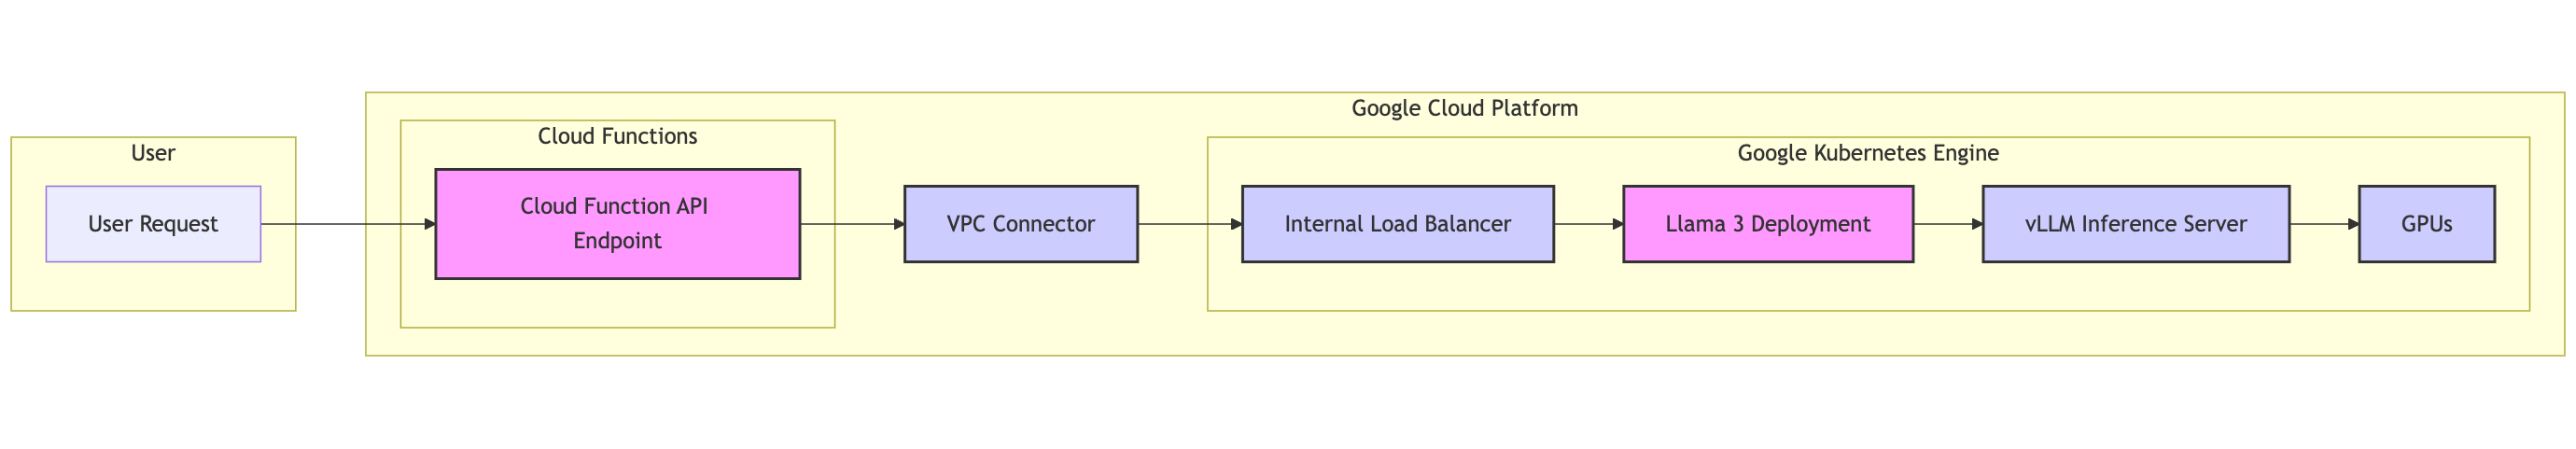 Google Cloud Platform
Cloud Functions
User
Google Kubernetes Engine
User Request
Cloud Function API
Endpoint
VPC Connector
Internal Load Balancer
Llama 3 Deployment
vLLM Inference Server
GPUs